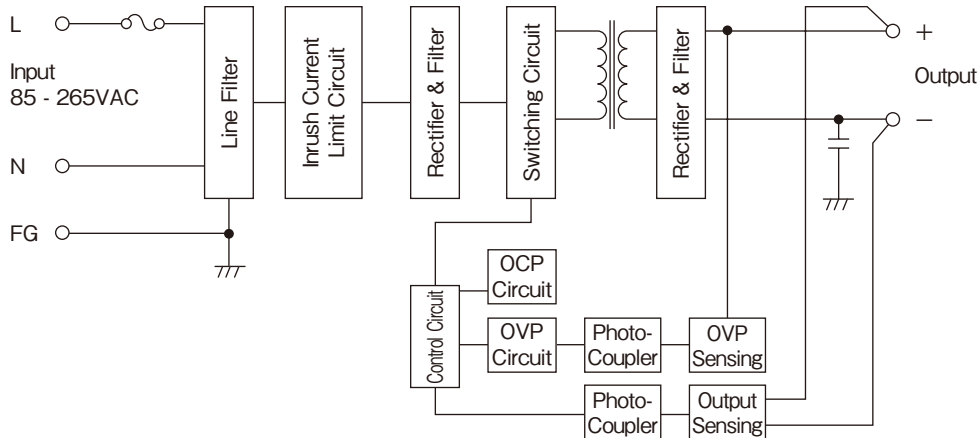 L
Input
85 - 265VAC
N
FG
Line Filter
Inrush Current
Limit Circuit
Rectifier & Filter
Switching Circuit
Rectifier & Filter
+
Output
−
Control Circuit
OCP
Circuit
OVP
Circuit
Photo-
Coupler
OVP
Sensing
Photo-
Coupler
Output
Sensing